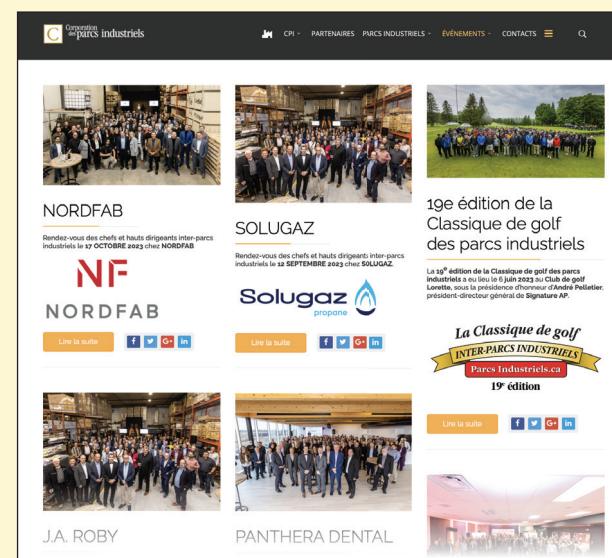 C Corporation
des parcs industriels
CPI PARTENAIRES PARCS INDUSTRIELS ÉVÉNEMENTS CONTACTS
NORDFAB
Rendez-vous des chefs et hauts dirigeants inter-parcs
industriels le 17 OCTOBRE 2023 chez NORDFAB
NF
NORDFAB
Lire la suite f G+ in
SOLUGAZ
Rendez-vous des chefs et hauts dirigeants inter-parcs
industriels le 12 SEPTEMBRE 2023 chez SOLUGAZ.
Solugaz
propane
Lire la suite f G+ in
19e édition de la
Classique de golf
des parcs industriels
La 19e édition de la Classique de golf des parcs
industriels a eu lieu le 6 juin 2023 au Club de golf
Lorette, sous la présidence d'honneur d'André Pelletier,
président-directeur général de Signature AP.
La Classique de golf
INTER-PARCS INDUSTRIELS
Parcs Industriels.ca
19e édition
Lire la suite f G+ in
J.A. ROBY
PANTHERA DENTAL